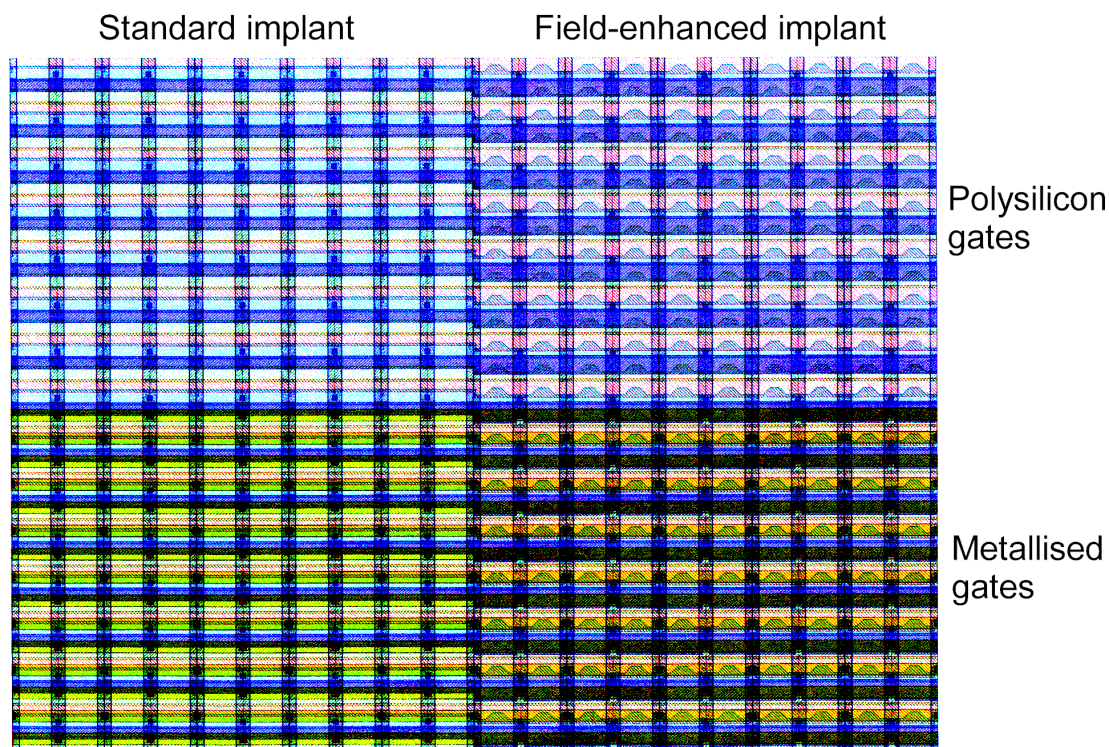 Standard implant
Field-enhanced implant
Polysilicon
gates
Metallised
gates